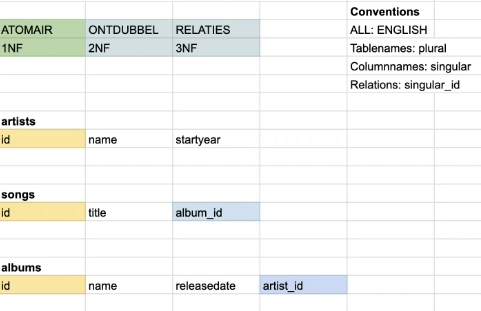 Conventions
ATOMAIR ONTDUBBEL RELATIES ALL: ENGLISH
1NF 2NF 3NF Tablenames: plural
Columnnames: singular
Relations: singular_id
artists
id name startyear
songs
id title album_id
albums
id name releasedate artist_id